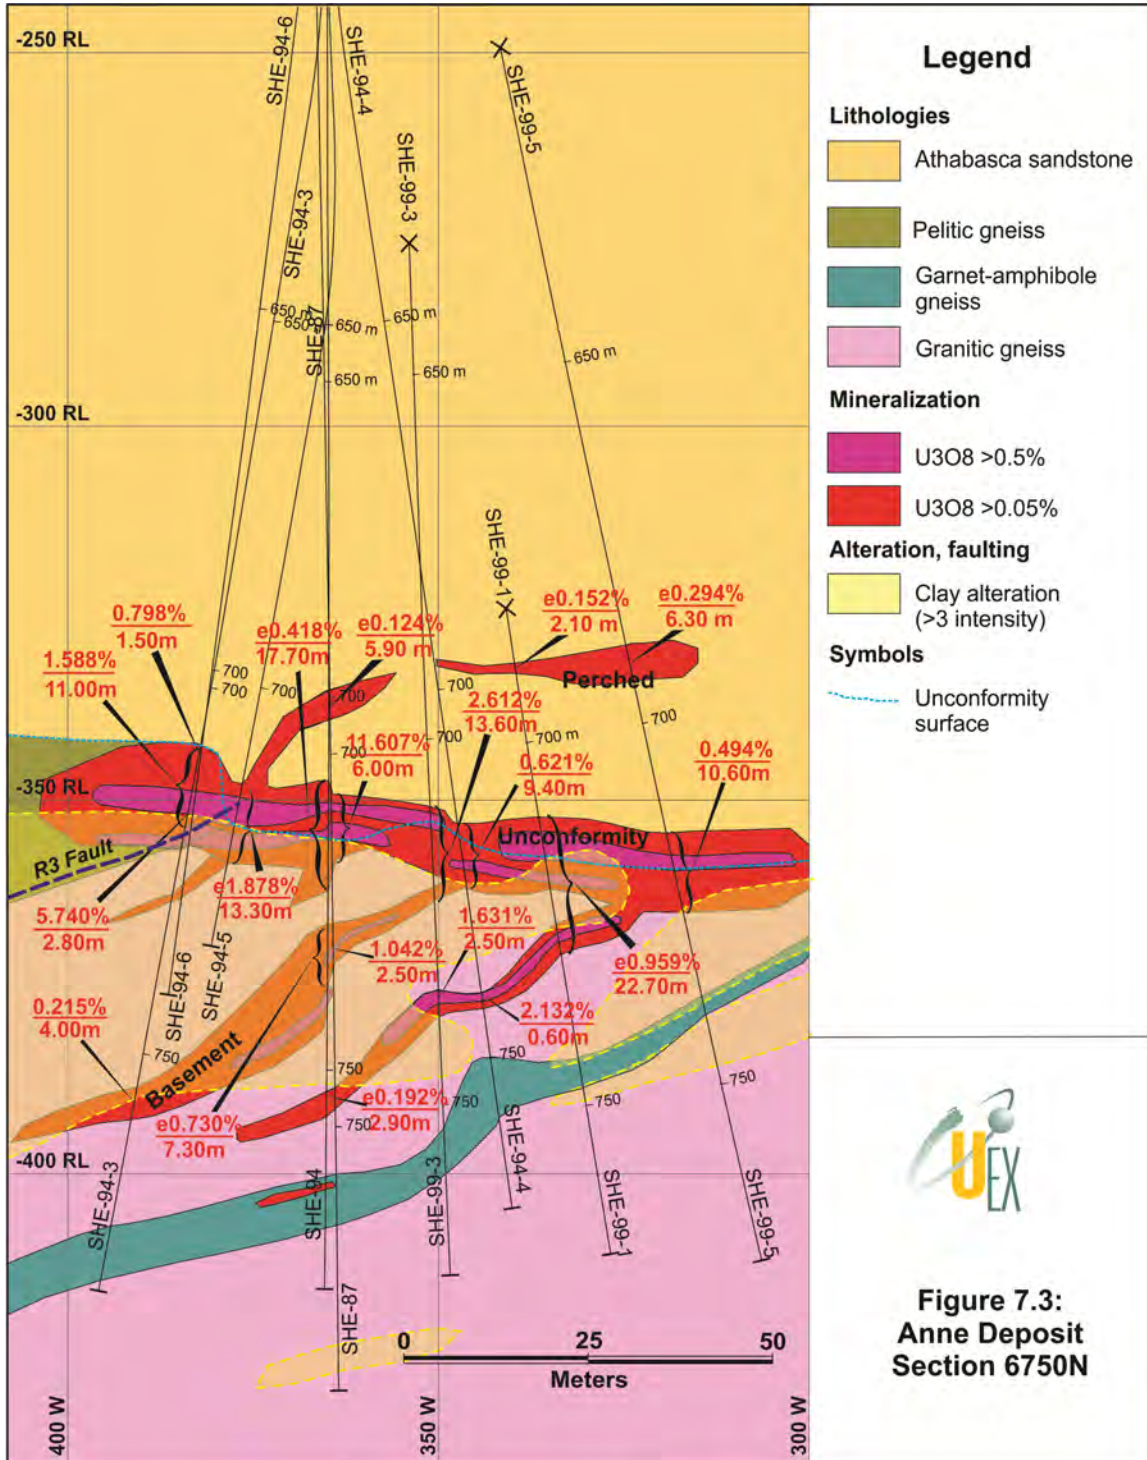 -250 RL
SHE-94-6
SHE-94-4
SHE-99-5
SHE-99-3
SHE-94-3
650 m
650
SHE-87
650 m
650 m
650 m
650 m
650 m
-300 RL
SHE-99-1
0.798%
1.50m
e0.418%
17.70m
e0.124%
5.90 m
e0.152%
2.10 m
e0.294%
6.30 m
1.588%
11.00m
Perched
700
700
700
700
700
700
700
700 m
700
2.612%
13.60m
11.607%
6.00m
0.621%
9.40m
0.494%
10.60m
-350 RL
Unconformity
R3 Fault
5.740%
2.80m
e1.878%
13.30m
1.631%
2.50m
1.042%
2.50m
e0.959%
22.70m
SHE-94-5
SHE-94-6
0.215%
4.00m
2.132%
0.60m
750
750
750
750
750
750
750
Basement
e0.730%
7.30m
e0.192%
2.90m
-400 RL
SHE-94-3
SHE-94
SHE-99-3
SHE-94-4
SHE-99-1
SHE-99-5
SHE-87
0 25 50
Meters
400 W
350 W
300 W
Legend
Lithologies
Athabasca sandstone
Pelitic gneiss
Garnet-amphibole
gneiss
Granitic gneiss
Mineralization
U3O8 >0.5%
U3O8 >0.05%
Alteration, faulting
Clay alteration
(>3 intensity)
Symbols
Unconformity
surface
UEX
Figure 7.3:
Anne Deposit
Section 6750N